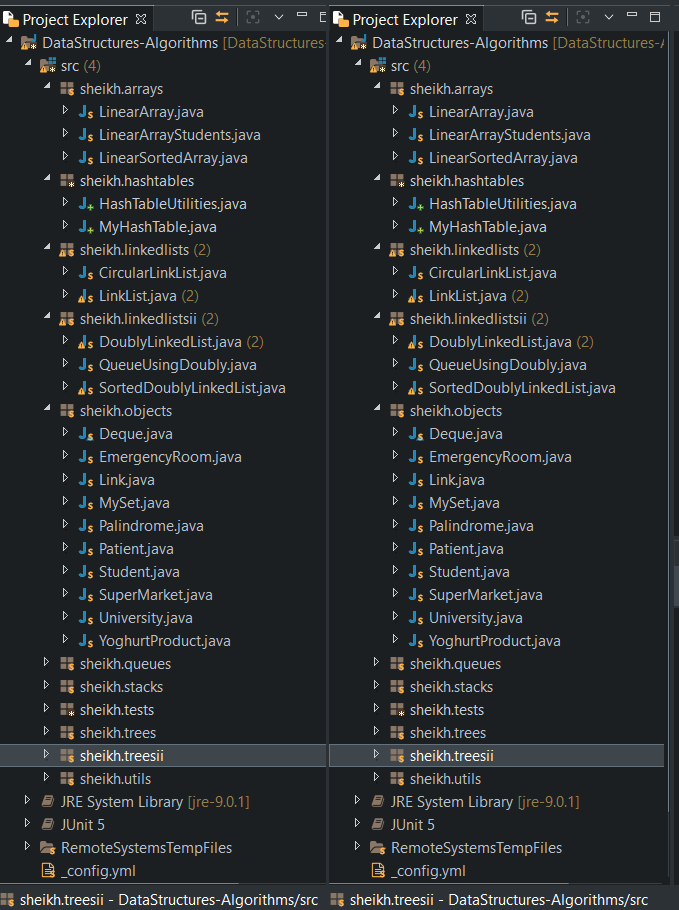 Project Explorer
DataStructures-Algorithms [DataStructures-
src (4)
sheikh.arrays
LinearArray.java
LinearArrayStudents.java
LinearSortedArray.java
sheikh.hashtables
HashTableUtilities.java
MyHashTable.java
sheikh.linkedlists (2)
CircularLinkList.java
LinkList.java (2)
sheikh.linkedlistsii (2)
DoublyLinkedList.java (2)
QueueUsingDoubly.java
SortedDoublyLinkedList.java
sheikh.objects
Deque.java
EmergencyRoom.java
Link.java
MySet.java
Palindrome.java
Patient.java
Student.java
SuperMarket.java
University.java
YoghurtProduct.java
sheikh.queues
sheikh.stacks
sheikh.tests
sheikh.trees
sheikh.treesii
sheikh.utils
JRE System Library [jre-9.0.1]
JUnit 5
RemoteSystemsTempFiles
_config.yml
sheikh.treesii - DataStructures-Algorithms/src
Project Explorer
DataStructures-Algorithms [DataStructures-A
src (4)
sheikh.arrays
LinearArray.java
LinearArrayStudents.java
LinearSortedArray.java
sheikh.hashtables
HashTableUtilities.java
MyHashTable.java
sheikh.linkedlists (2)
CircularLinkList.java
LinkList.java (2)
sheikh.linkedlistsii (2)
DoublyLinkedList.java (2)
QueueUsingDoubly.java
SortedDoublyLinkedList.java
sheikh.objects
Deque.java
EmergencyRoom.java
Link.java
MySet.java
Palindrome.java
Patient.java
Student.java
SuperMarket.java
University.java
YoghurtProduct.java
sheikh.queues
sheikh.stacks
sheikh.tests
sheikh.trees
sheikh.treesii
sheikh.utils
JRE System Library [jre-9.0.1]
JUnit 5
RemoteSystemsTempFiles
_config.yml
sheikh.treesii - DataStructures-Algorithms/src